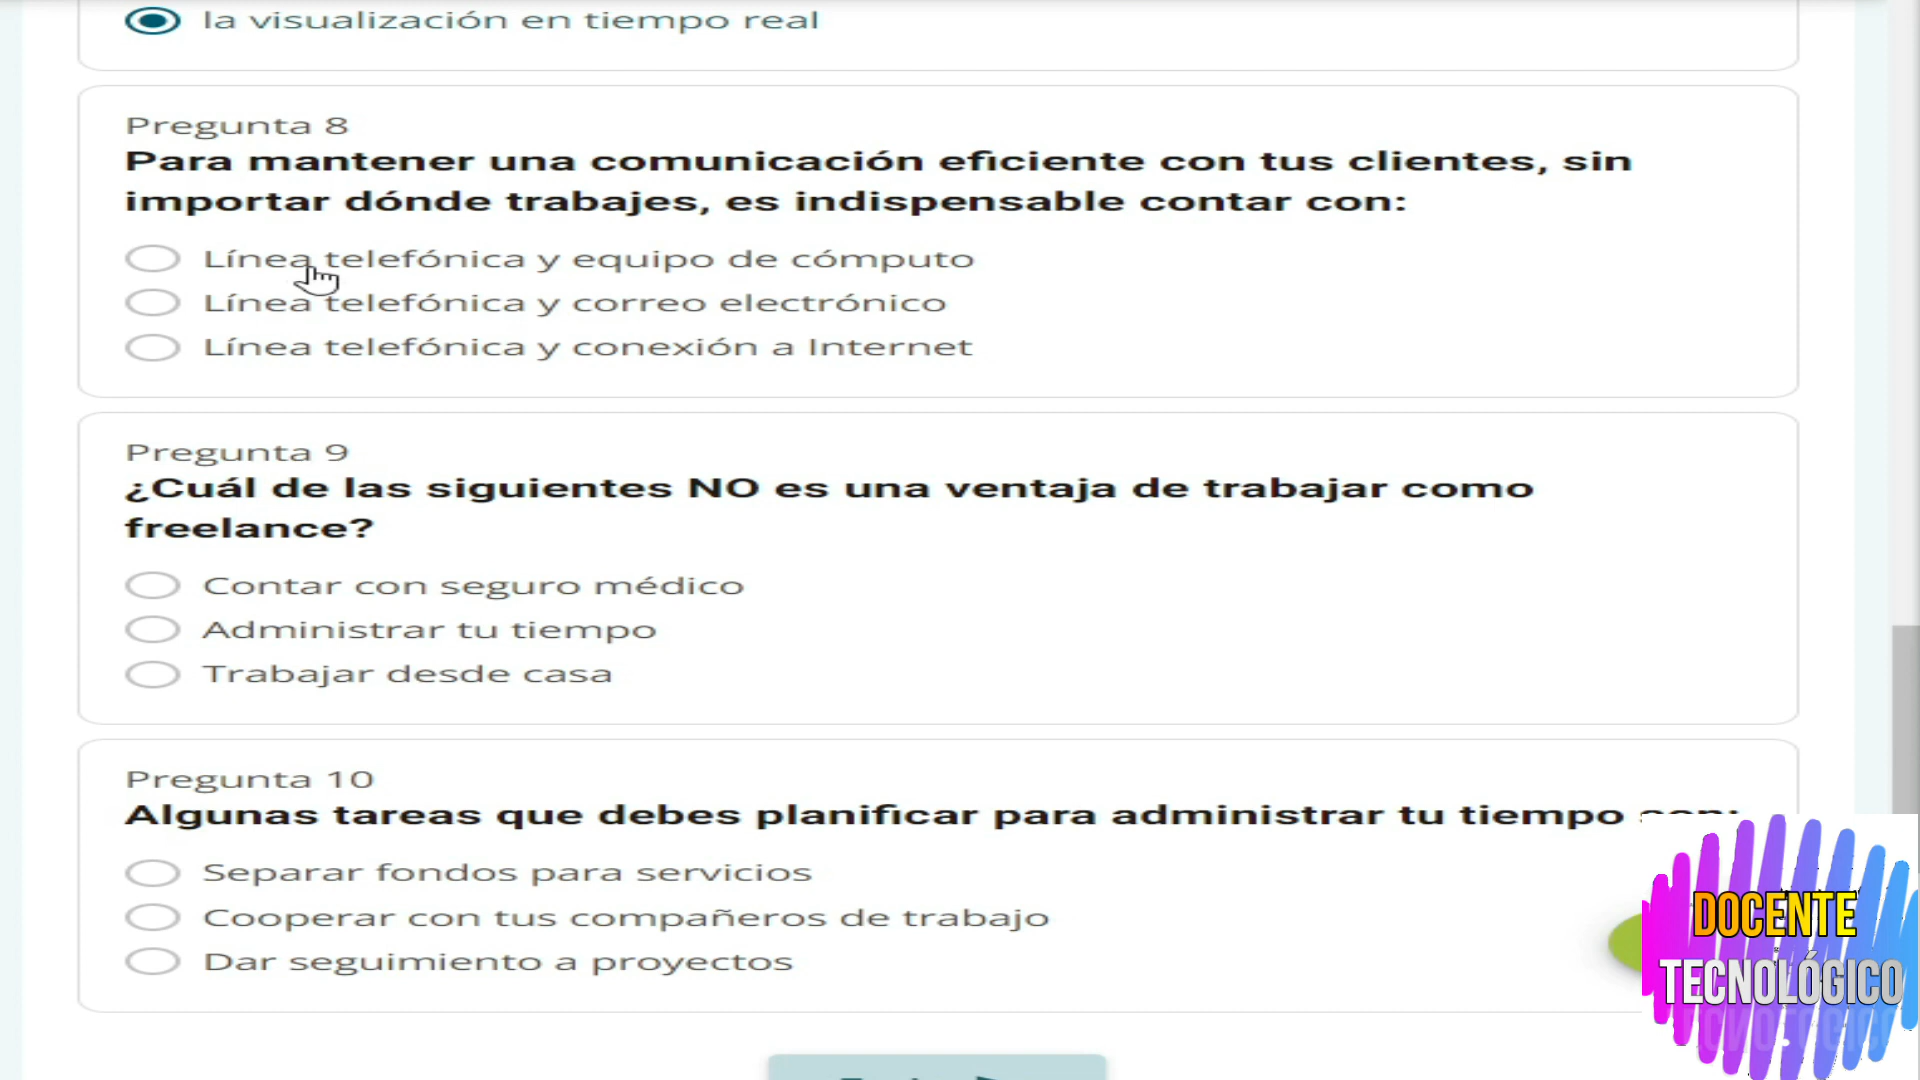 la visualización en tiempo real
Pregunta 8
Para mantener una comunicación eficiente con tus clientes, sin
importar dónde trabajes, es indispensable contar con:
Línea telefónica y equipo de cómputo
Línea telefónica y correo electrónico
Línea telefónica y conexión a Internet
Pregunta 9
¿Cuál de las siguientes NO es una ventaja de trabajar como
freelance?
Contar con seguro médico
Administrar tu tiempo
Trabajar desde casa
Pregunta 10
Algunas tareas que debes planificar para administrar tu tiempo son:
Separar fondos para servicios
Cooperar con tus compañeros de trabajo
Dar seguimiento a proyectos
DOCENTE
TECNOLÓGICO